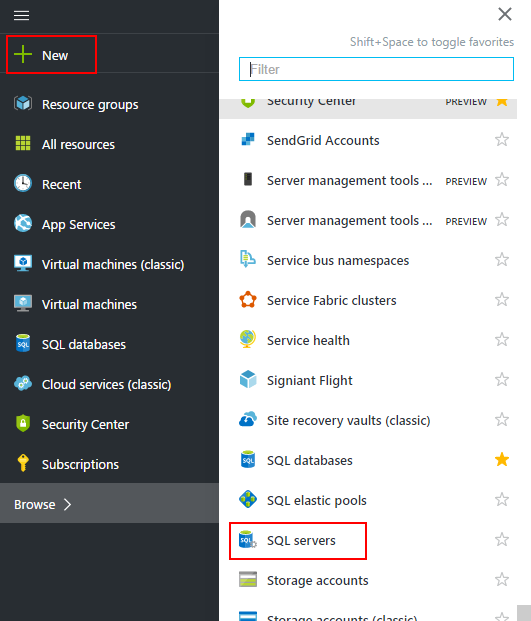 New
Resource groups
All resources
Recent
App Services
Virtual machines (classic)
Virtual machines
SQL databases
Cloud services (classic)
Security Center
Subscriptions
Browse
Shift+Space to toggle favorites
Filter
Security Center PREVIEW
SendGrid Accounts
Server management tools ... PREVIEW
Server management tools ... PREVIEW
Service bus namespaces
Service Fabric clusters
Service health
Signiant Flight
Site recovery vaults (classic)
SQL databases
SQL elastic pools
SQL servers
Storage accounts
Storage accounts (classic)